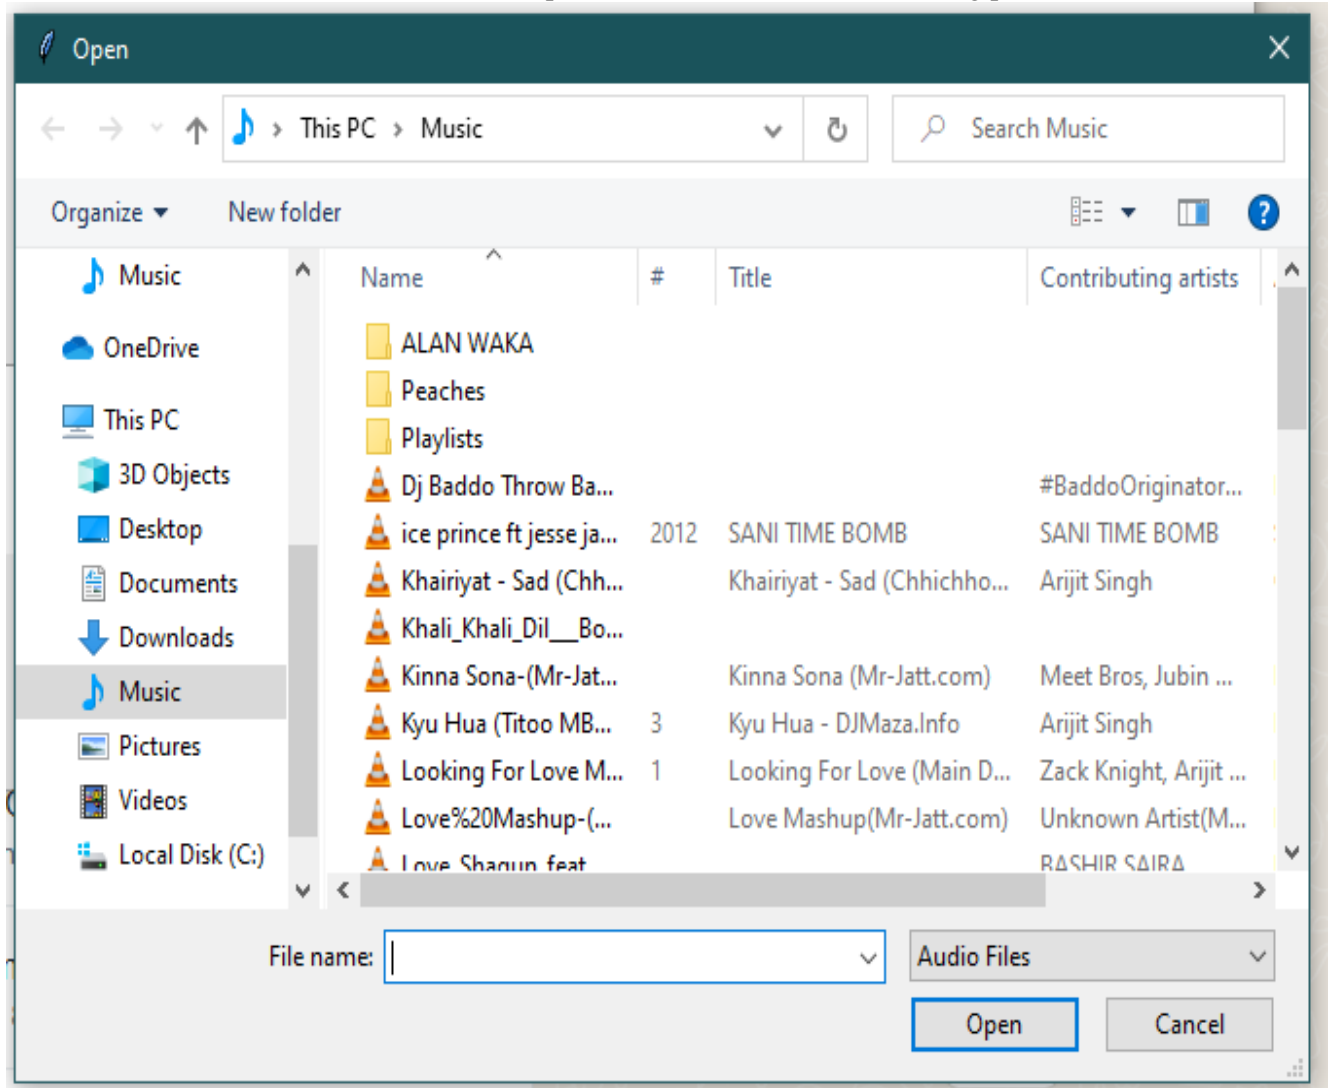 Open
This PC > Music
Search Music
Organize
New folder
Music
OneDrive
This PC
3D Objects
Desktop
Documents
Downloads
Music
Pictures
Videos
Local Disk (C:)
Name # Title Contributing artists
ALAN WAKA
Peaches
Playlists
Dj Baddo Throw Ba... #BaddoOriginator...
ice prince ft jesse ja... 2012 SANI TIME BOMB SANI TIME BOMB
Khairiyat - Sad (Chh... Khairiyat - Sad (Chhichho... Arijit Singh
Khali_Khali_Dil__Bo...
Kinna Sona-(Mr-Jat... Kinna Sona (Mr-Jatt.com) Meet Bros, Jubin ...
Kyu Hua (Titoo MB... 3 Kyu Hua - DJMaza.Info Arijit Singh
Looking For Love M... 1 Looking For Love (Main D... Zack Knight, Arijit ...
Love%20Mashup-(... Love Mashup(Mr-Jatt.com) Unknown Artist(M...
Love Shagun feat BASHIR SAIRA
File name:
Audio Files
Open Cancel